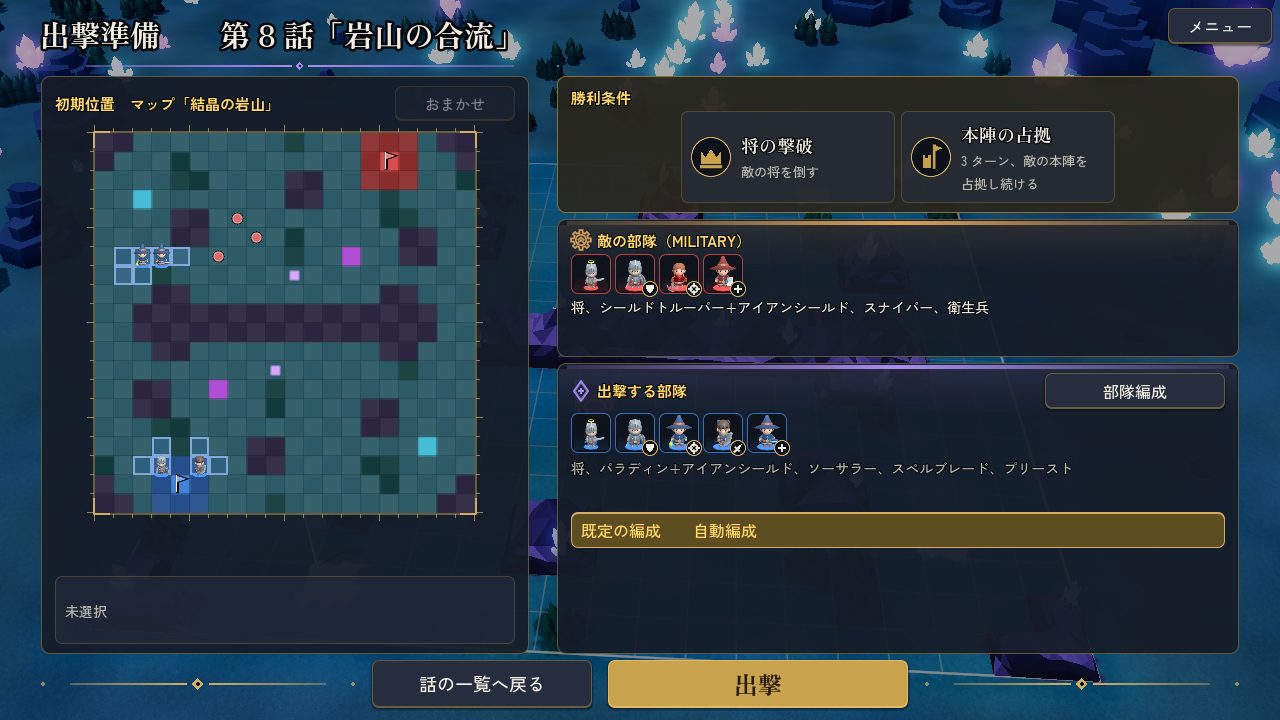 出撃準備　第8話「岩山の合流」
メニュー
初期位置　マップ「結晶の岩山」
おまかせ
未選択
勝利条件
将の撃破
敵の将を倒す
本陣の占拠
3 ターン、敵の本陣を
占拠し続ける
敵の部隊（MILITARY）
将、シールドトルーパー+アイアンシールド、スナイパー、衛生兵
出撃する部隊
部隊編成
将、パラディン+アイアンシールド、ソーサラー、スペルブレード、プリースト
既定の編成　自動編成
話の一覧へ戻る
出撃